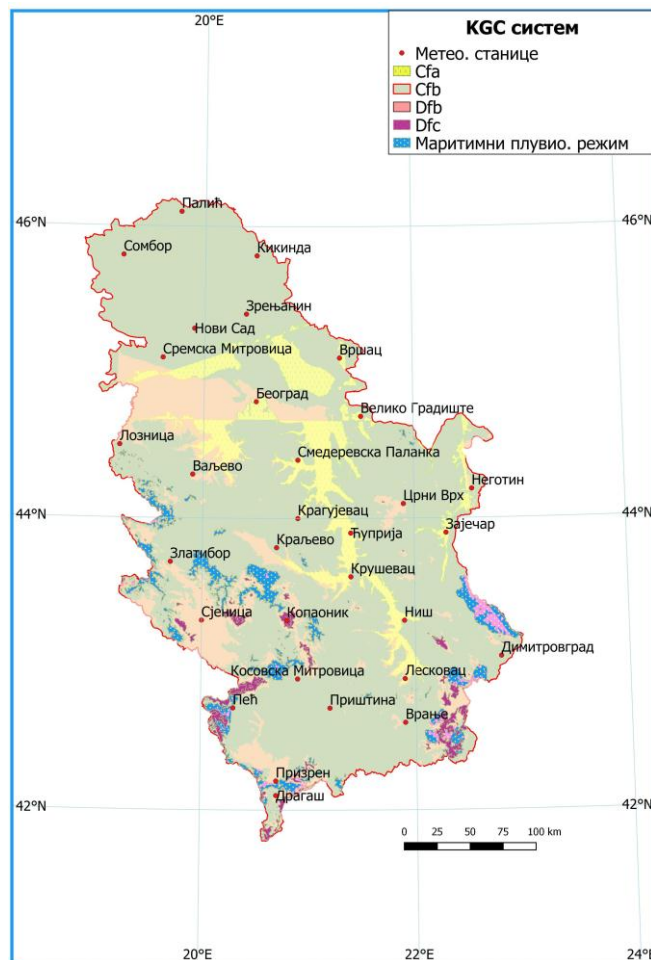 20°E
KGC систем
Метео. станице
Cfa
Cfb
Dfb
Dfc
Маритимни плувио. режим
Палић
46°N
46°N
Сомбор
Кикинда
Зрењанин
Нови Сад
Сремска Митровица
Вршац
Београд
Велико Градиште
Лозница
Смедеревска Паланка
Ваљево
Неготин
Црни Врх
44°N
44°N
Крагујевац
Зајечар
Ћуприја
Краљево
Златибор
Крушевац
Сјеница
Копаоник
Ниш
Димитровград
Косовска Митровица
Лесковац
Пећ
Приштина
Врање
Призрен
Драгаш
42°N
42°N
0 25 50 75 100 km
20°E
22°E
24°E